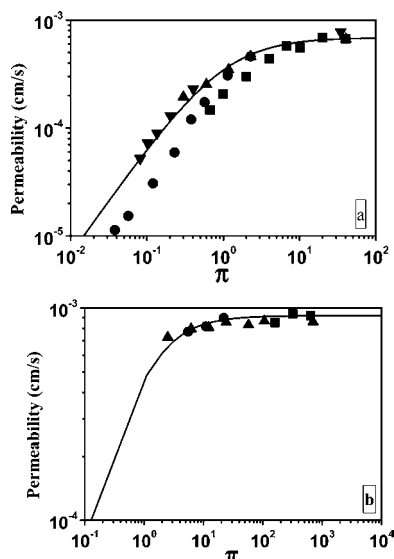 10⁻³
10⁻⁴
10⁻⁵
Permeability (cm/s)
a
10⁻² 10⁻¹ 10⁰ 10¹ 10²
π
10⁻³
10⁻⁴
Permeability (cm/s)
b
10⁻¹ 10⁰ 10¹ 10² 10³ 10⁴
π